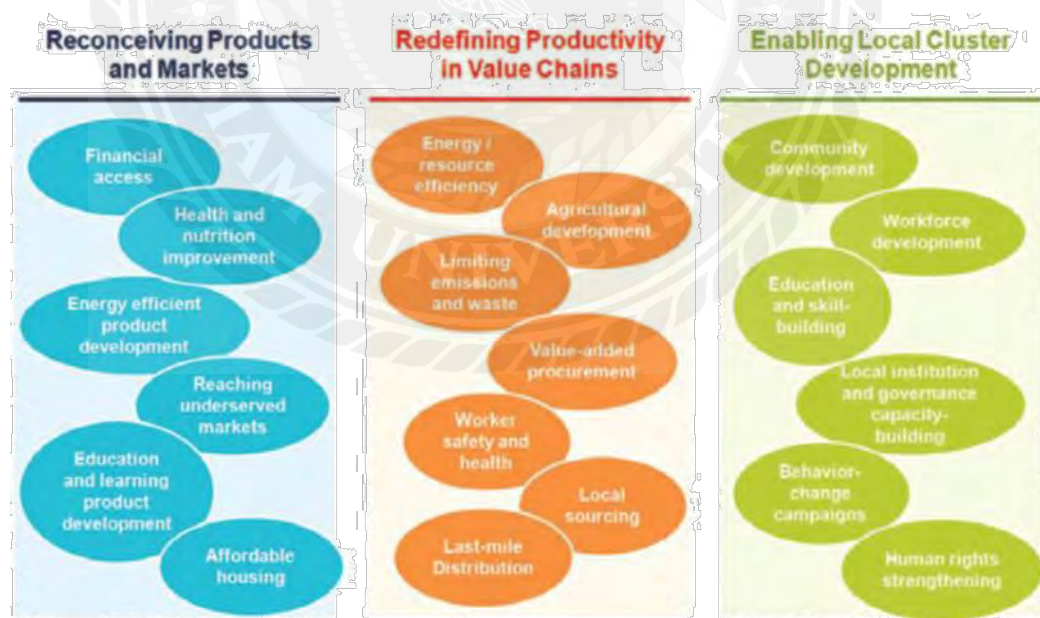 Reconceiving Products
and Markets
Financial
access
Health and
nutrition
improvement
Energy efficient
product
development
Reaching
underserved
markets
Education
and learning
product
development
Affordable
housing
Redefining Productivity
in Value Chains
Energy /
resource
efficiency
Agricultural
development
Limiting
emissions
and waste
Value-added
procurement
Worker
safety and
health
Local
sourcing
Last-mile
Distribution
Enabling Local Cluster
Development
Community
development
Workforce
development
Education
and skill-
building
Local institution
and governance
capacity-
building
Behavior-
change
campaigns
Human rights
strengthening
SIAM UNIVERSITY